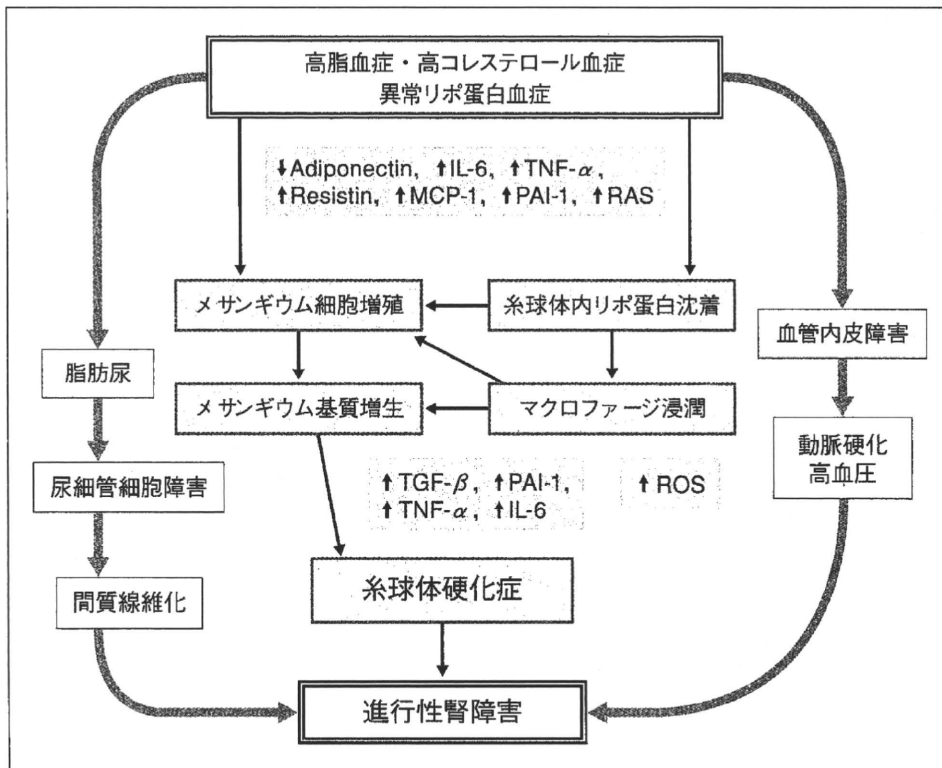 高脂血症・高コレステロール血症
異常リポ蛋白血症
↓Adiponectin, ↑IL-6, ↑TNF-α,
↑Resistin, ↑MCP-1, ↑PAI-1, ↑RAS
メサンギウム細胞増殖
糸球体内リポ蛋白沈着
血管内皮障害
脂肪尿
メサンギウム基質増生
マクロファージ浸潤
動脈硬化
高血圧
尿細管細胞障害
↑TGF-β, ↑PAI-1,
↑TNF-α, ↑IL-6
↑ROS
糸球体硬化症
間質線維化
進行性腎障害